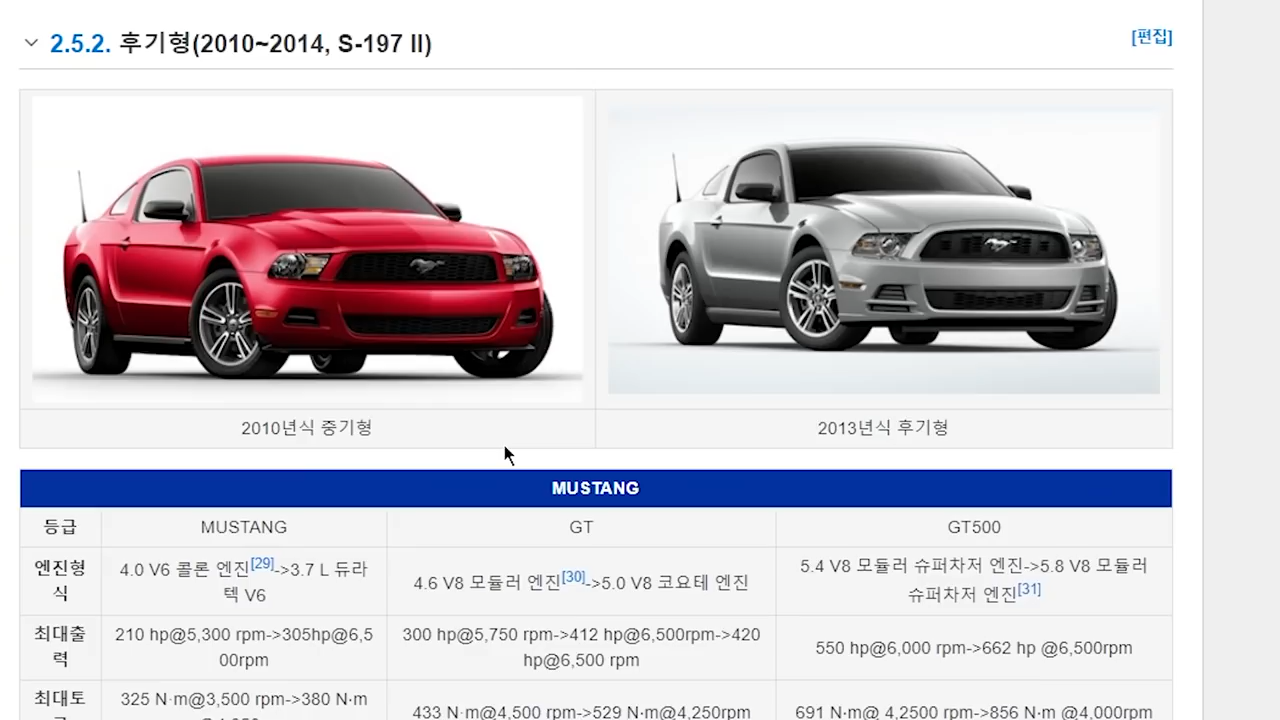 2.5.2. 후기형(2010~2014, S-197 II)
[편집]
2010년식 중기형
2013년식 후기형
MUSTANG
등급
MUSTANG
GT
GT500
엔진형
식
4.0 V6 콜론 엔진[29]->3.7 L 듀라
텍 V6
4.6 V8 모듈러 엔진[30]->5.0 V8 코요테 엔진
5.4 V8 모듈러 슈퍼차저 엔진->5.8 V8 모듈러
슈퍼차저 엔진[31]
최대출
력
210 hp@5,300 rpm->305hp@6,5
00rpm
300 hp@5,750 rpm->412 hp@6,500rpm->420
hp@6,500 rpm
550 hp@6,000 rpm->662 hp @6,500rpm
최대토
325 N·m@3,500 rpm->380 N·m
433 N·m@4,500 rpm->529 N·m@4,250rpm
691 N·m@ 4,2500 rpm->856 N·m @4,000rpm